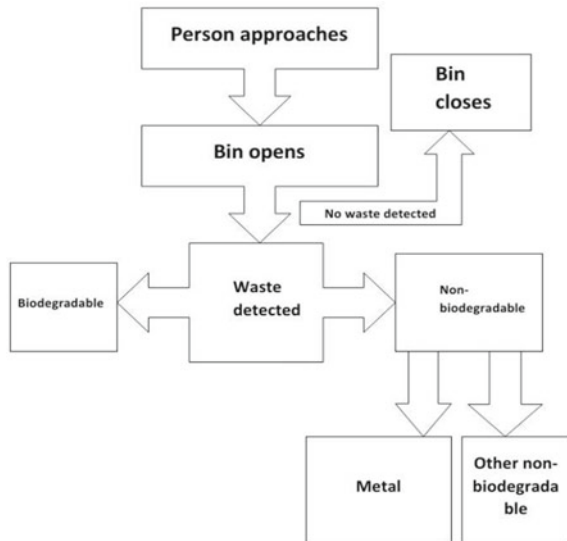 Person approaches
Bin
closes
Bin opens
No waste detected
Biodegradable
Waste
detected
Non-
biodegradable
Metal
Other non-
biodegrada
ble